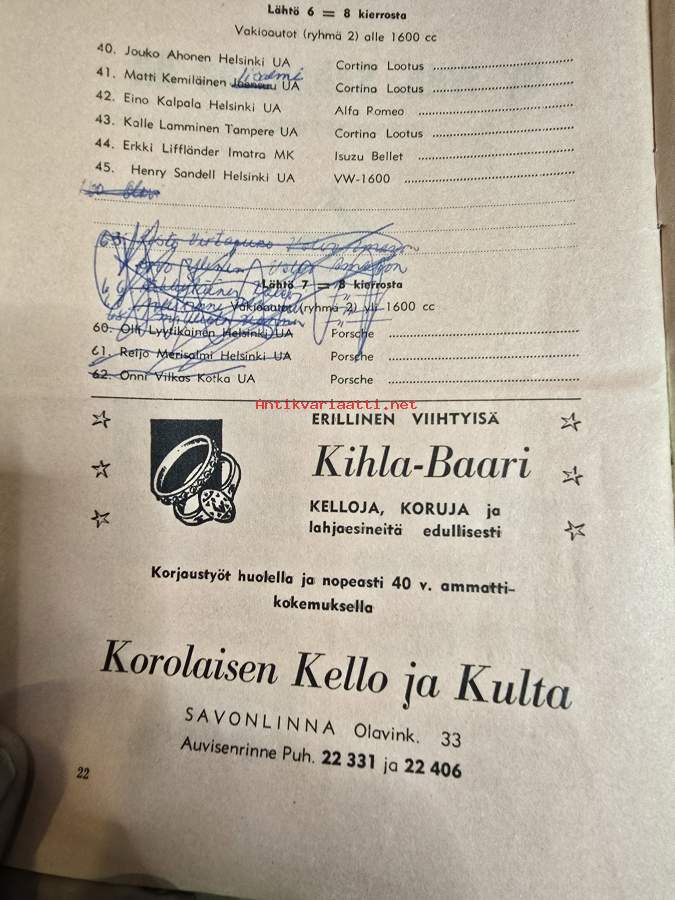 Lähtö 6 = 8 kierrosta
Vakioautot (ryhmä 2) alle 1600 cc
40. Jouko Ahonen Helsinki UA Cortina Lootus
41. Matti Kemiläinen UA Cortina Lootus
42. Eino Kalpala Helsinki UA Alfa Romeo
43. Kalle Lamminen Tampere UA Cortina Lootus
44. Erkki Liffländer Imatra MK Isuzu Bellet
45. Henry Sandell Helsinki UA VW-1600
Lähtö 7 = 8 kierrosta
Vakioautot (ryhmä 2) yli 1600 cc
60. Olli Lyytikäinen Helsinki UA Porsche
61. Reijo Merisalmi Helsinki UA Porsche
62. Onni Vilkas Kotka UA Porsche
Antikvariaatti.net
ERILLINEN VIIHTYISÄ
Kihla-Baari
KELLOJA, KORUJA ja
lahjaesineitä edullisesti
Korjaustyöt huolella ja nopeasti 40 v. ammatti-
kokemuksella
Korolaisen Kello ja Kulta
SAVONLINNA Olavink. 33
Auvisenrinne Puh. 22 331 ja 22 406
22